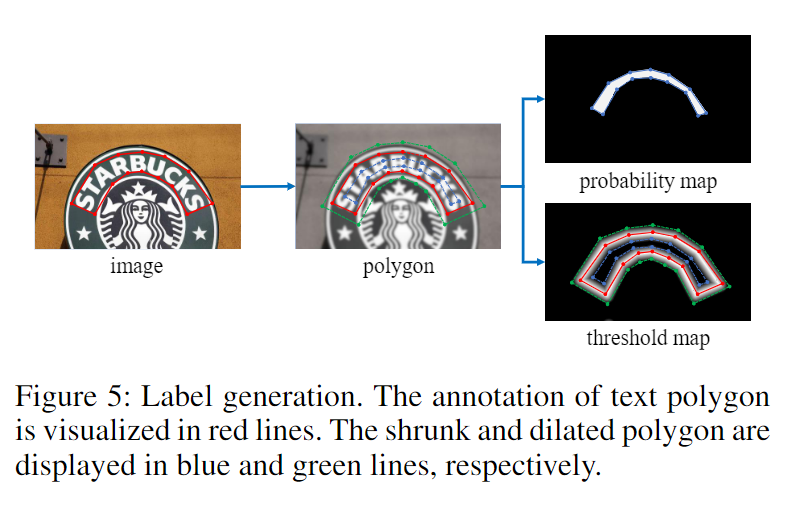 STARBUCKS
image
polygon
probability map
threshold map
Figure 5: Label generation. The annotation of text polygon
is visualized in red lines. The shrunk and dilated polygon are
displayed in blue and green lines, respectively.